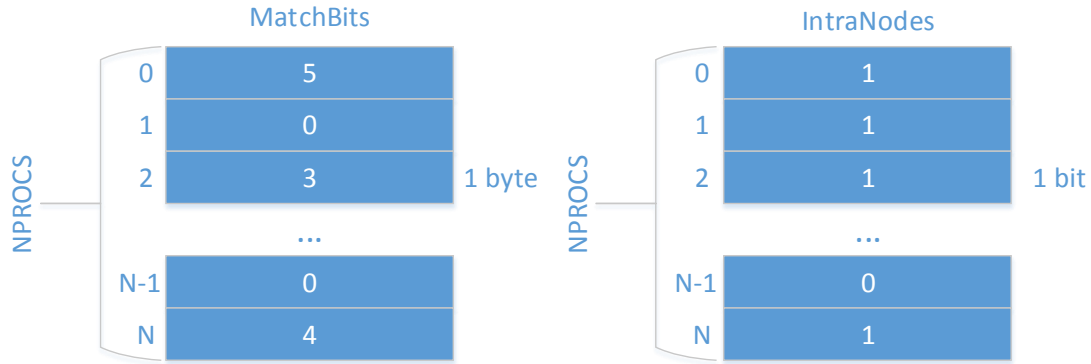 MatchBits
0 5
1 0
2 3
1 byte
...
N-1 0
N 4
NPROCS
IntraNodes
0 1
1 1
2 1
1 bit
...
N-1 0
N 1
NPROCS